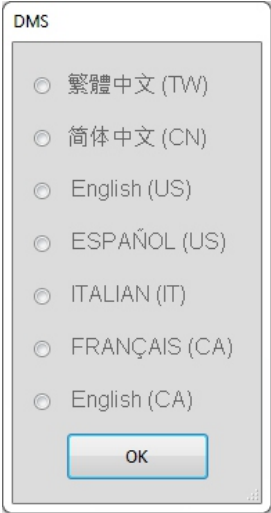 DMS
繁體中文 (TW)
简体中文 (CN)
English (US)
ESPAÑOL (US)
ITALIAN (IT)
FRANÇAIS (CA)
English (CA)
OK